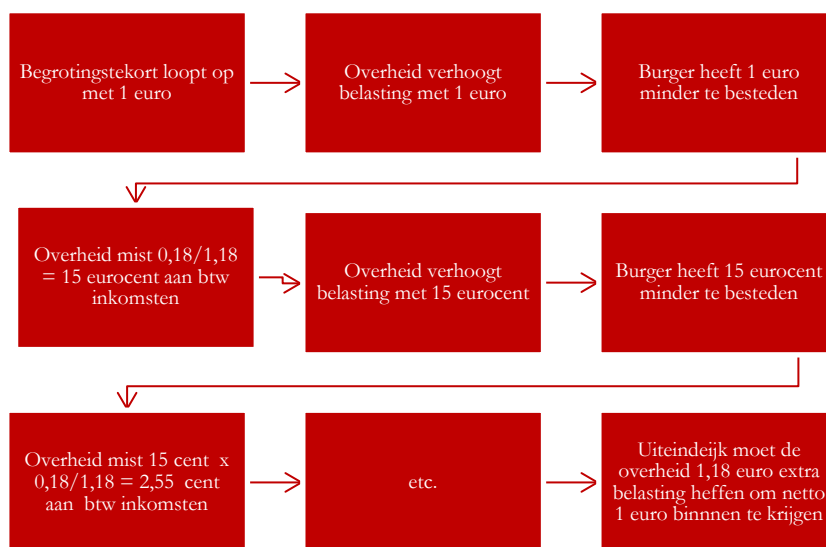 Begrotingstekort loopt op
met 1 euro
Overheid verhoogt
belasting met 1 euro
Burger heeft 1 euro
minder te besteden
Overheid mist 0,18/1,18
= 15 eurocent aan btw
inkomsten
Overheid verhoogt
belasting met 15 eurocent
Burger heeft 15 eurocent
minder te besteden
Overheid mist 15 cent x
0,18/1,18 = 2,55 cent
aan btw inkomsten
etc.
Uiteindeijk moet de
overheid 1,18 euro extra
belasting heffen om netto
1 euro binnnen te krijgen